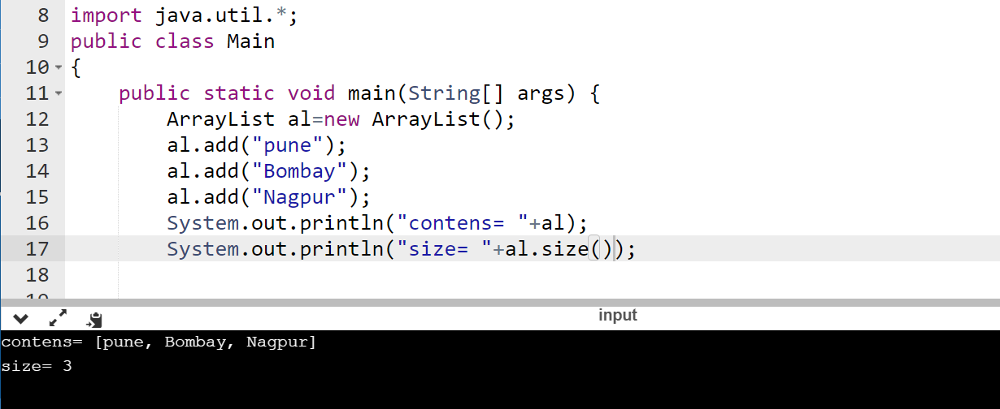 8 import java.util.*;
9 public class Main
10 {
11 public static void main(String[] args) {
12 ArrayList al=new ArrayList();
13 al.add("pune");
14 al.add("Bombay");
15 al.add("Nagpur");
16 System.out.println("contens= "+al);
17 System.out.println("size= "+al.size());
18
19
input
contens= [pune, Bombay, Nagpur]
size= 3